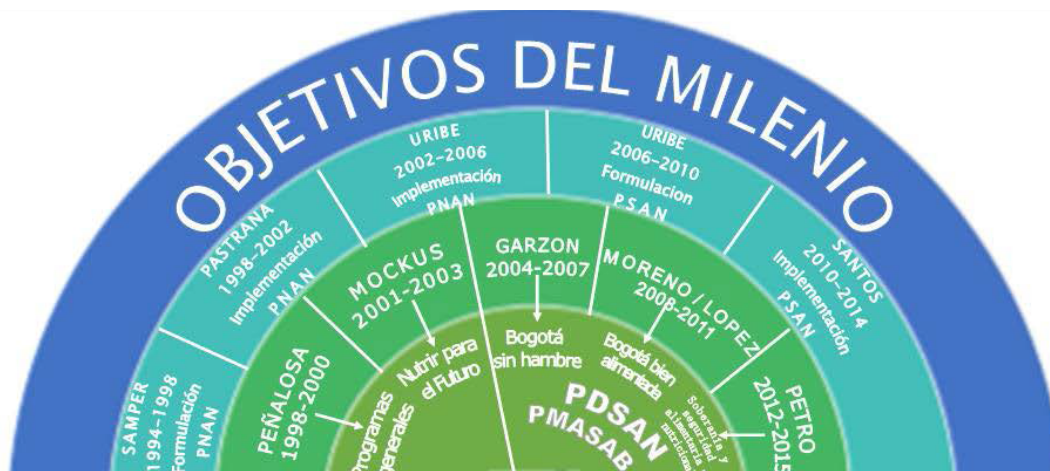 OBJETIVOS DEL MILENIO
SAMPER
1994-1998
Formulación
PNAN
PASTRANA
1998-2002
Implementación
PNAN
URIBE
2002-2006
Implementación
PNAN
URIBE
2006-2010
Formulacion
PSAN
SANTOS
2010-2014
Implementación
PSAN
PEÑALOSA
1998-2000
MOCKUS
2001-2003
GARZON
2004-2007
MORENO / LOPEZ
2008-2011
PETRO
2012-2015
Programas
generales
Nutrir para
el Futuro
Bogotá
sin hambre
Bogotá bien
alimentada
Soberanía y
seguridad
alimentaria
PDSAN
PMASAB